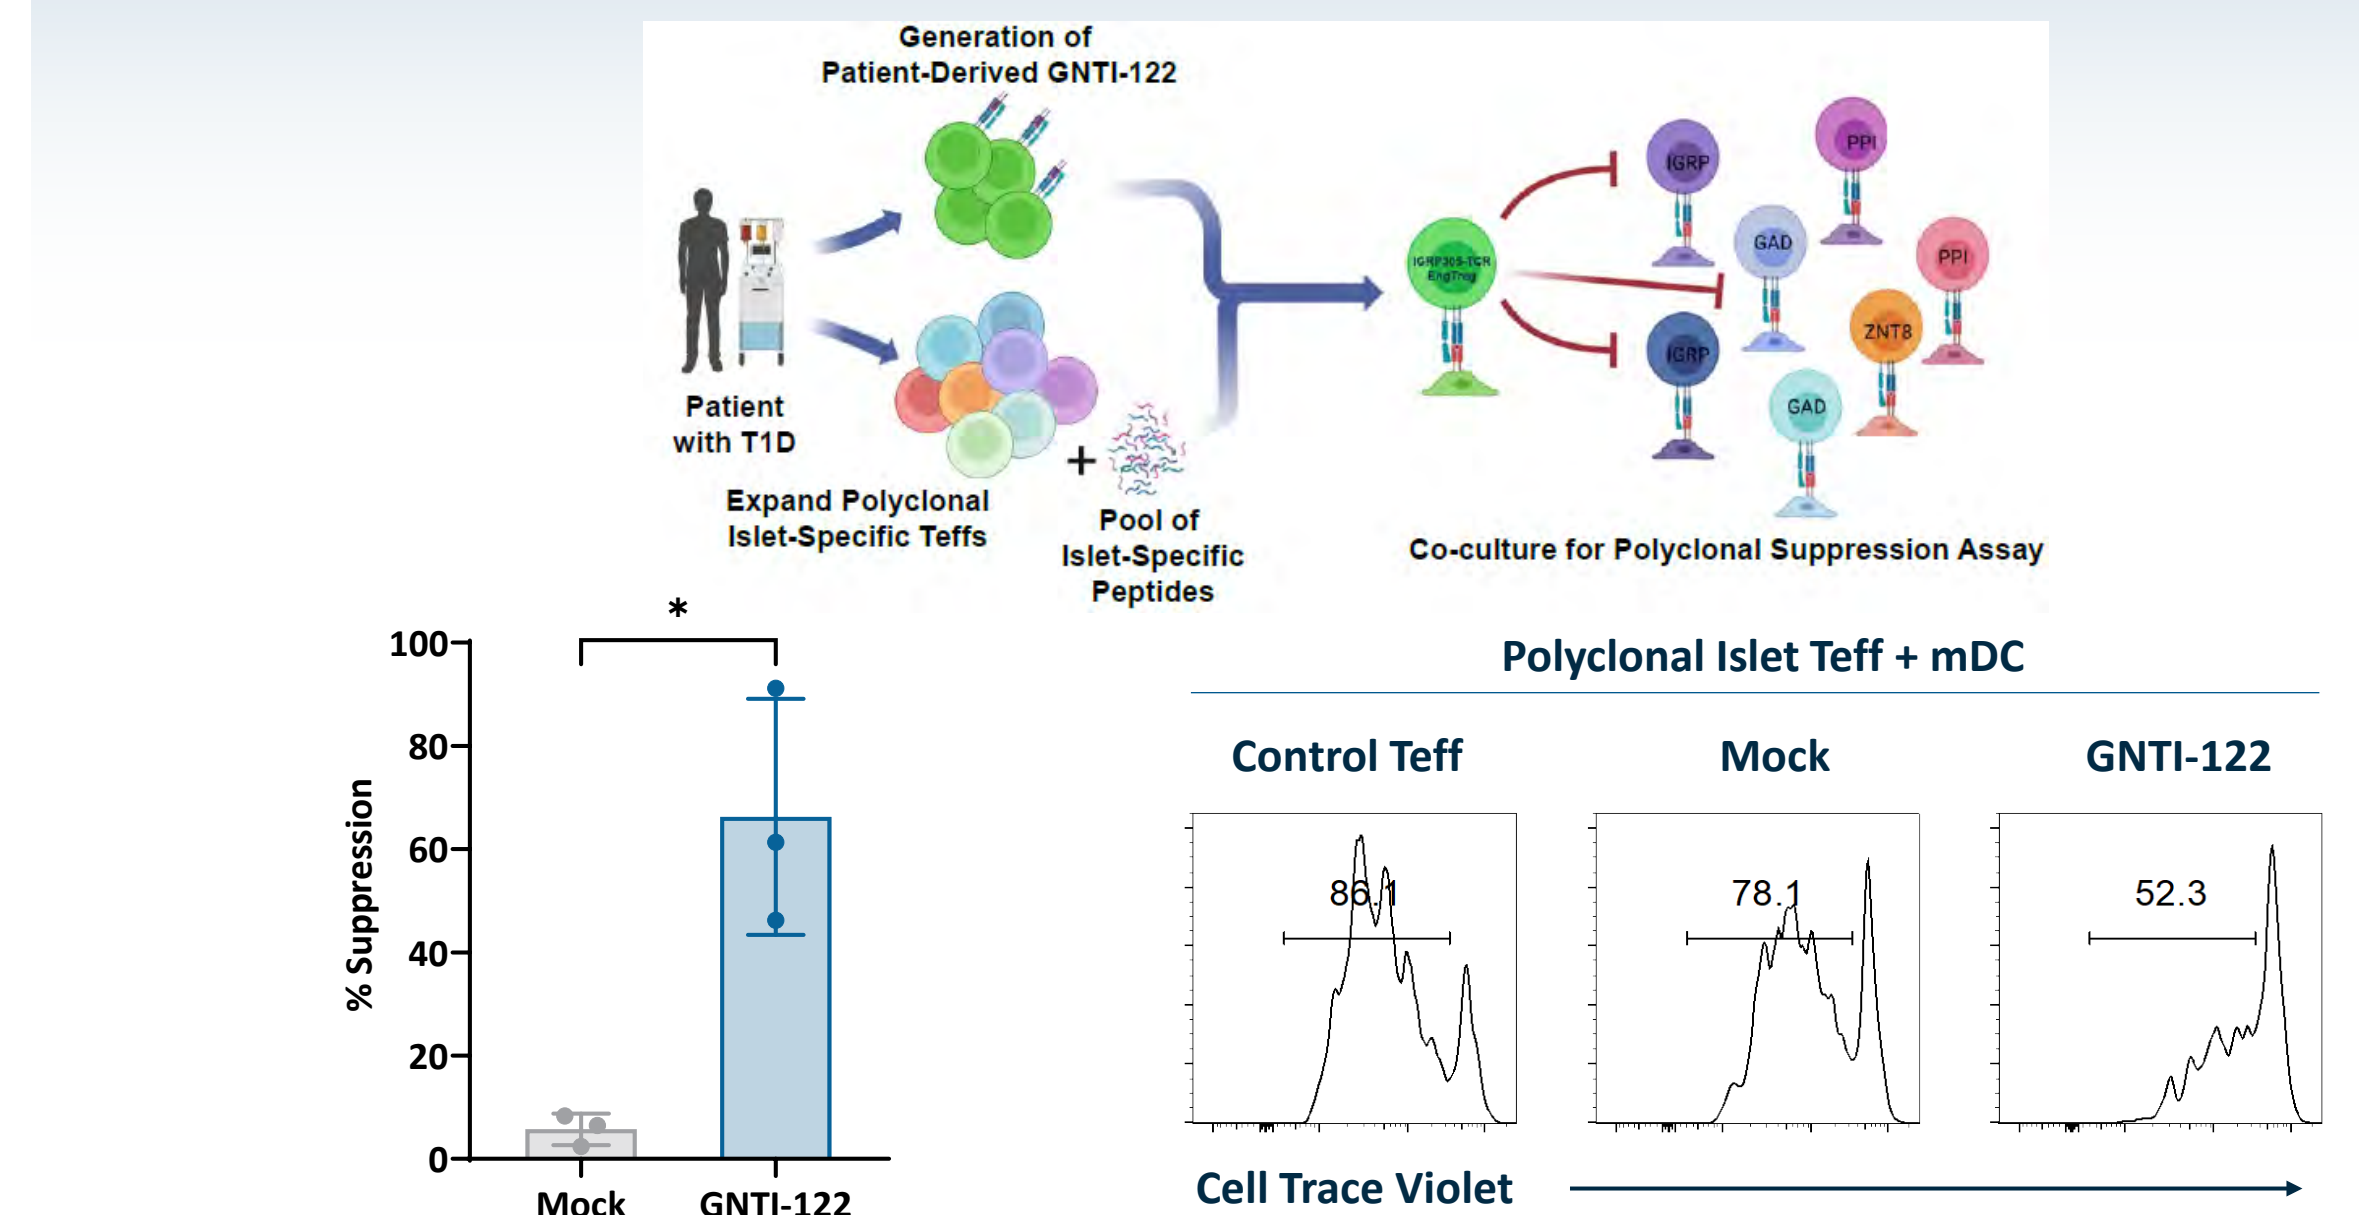 Generation of
Patient-Derived GNTI-122
Patient
with T1D
Expand Polyclonal
Islet-Specific Teffs
+
Pool of
Islet-Specific
Peptides
IGRP305-TCR
EngTreg
IGRP
PPI
GAD
PPI
ZNT8
IGRP
GAD
Co-culture for Polyclonal Suppression Assay
*
100
80
60
40
20
0
% Suppression
Mock
GNTI-122
Polyclonal Islet Teff + mDC
Control Teff
Mock
GNTI-122
86.1
78.1
52.3
Cell Trace Violet